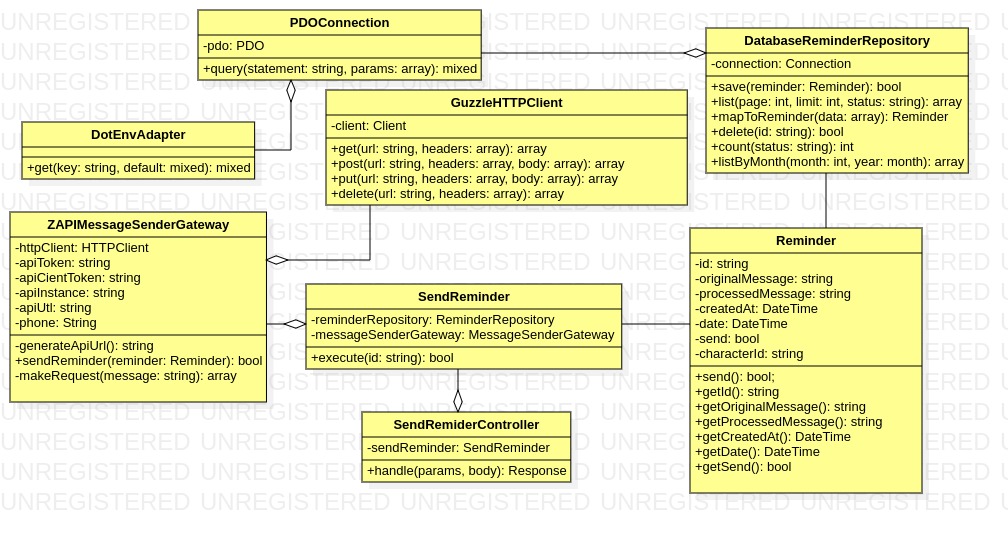 PDOConnection
-pdo: PDO
+query(statement: string, params: array): mixed
DatabaseReminderRepository
-connection: Connection
+save(reminder: Reminder): bool
+list(page: int, limit: int, status: string): array
+mapToReminder(data: array): Reminder
+delete(id: string): bool
+count(status: string): int
+listByMonth(month: int, year: month): array
GuzzleHTTPClient
-client: Client
+get(url: string, headers: array): array
+post(url: string, headers: array, body: array): array
+put(url: string, headers: array, body: array): array
+delete(url: string, headers: array): array
DotEnvAdapter
+get(key: string, default: mixed): mixed
ZAPIMessageSenderGateway
-httpClient: HTTPClient
-apiToken: string
-apiCientToken: string
-apiInstance: string
-apiUtl: string
-phone: String
-generateApiUrl(): string
+sendReminder(reminder: Reminder): bool
-makeRequest(message: string): array
SendReminder
-reminderRepository: ReminderRepository
-messageSenderGateway: MessageSenderGateway
+execute(id: string): bool
Reminder
-id: string
-originalMessage: string
-processedMessage: string
-createdAt: DateTime
-date: DateTime
-send: bool
-characterId: string
+send(): bool;
+getId(): string
+getOriginalMessage(): string
+getProcessedMessage(): string
+getCreatedAt(): DateTime
+getDate(): DateTime
+getSend(): bool
SendRemiderController
-sendReminder: SendReminder
+handle(params, body): Response
UNREGISTERED